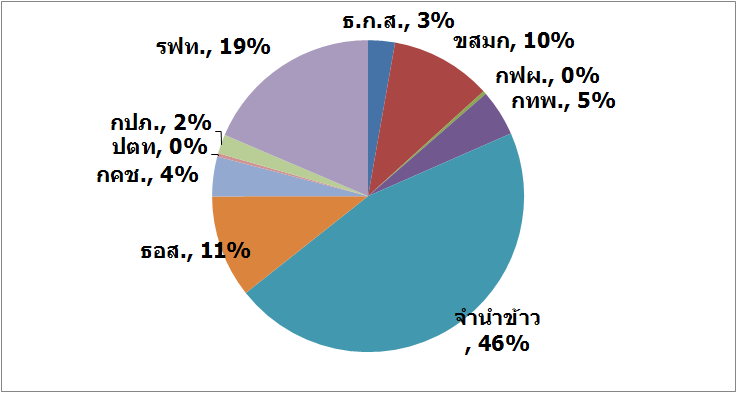 ธ.ก.ส., 3%
ขสมก, 10%
กฟผ., 0%
กทพ., 5%
จำนำข้าว
, 46%
ธอส., 11%
กคช., 4%
ปตท, 0%
กปภ., 2%
รฟท., 19%